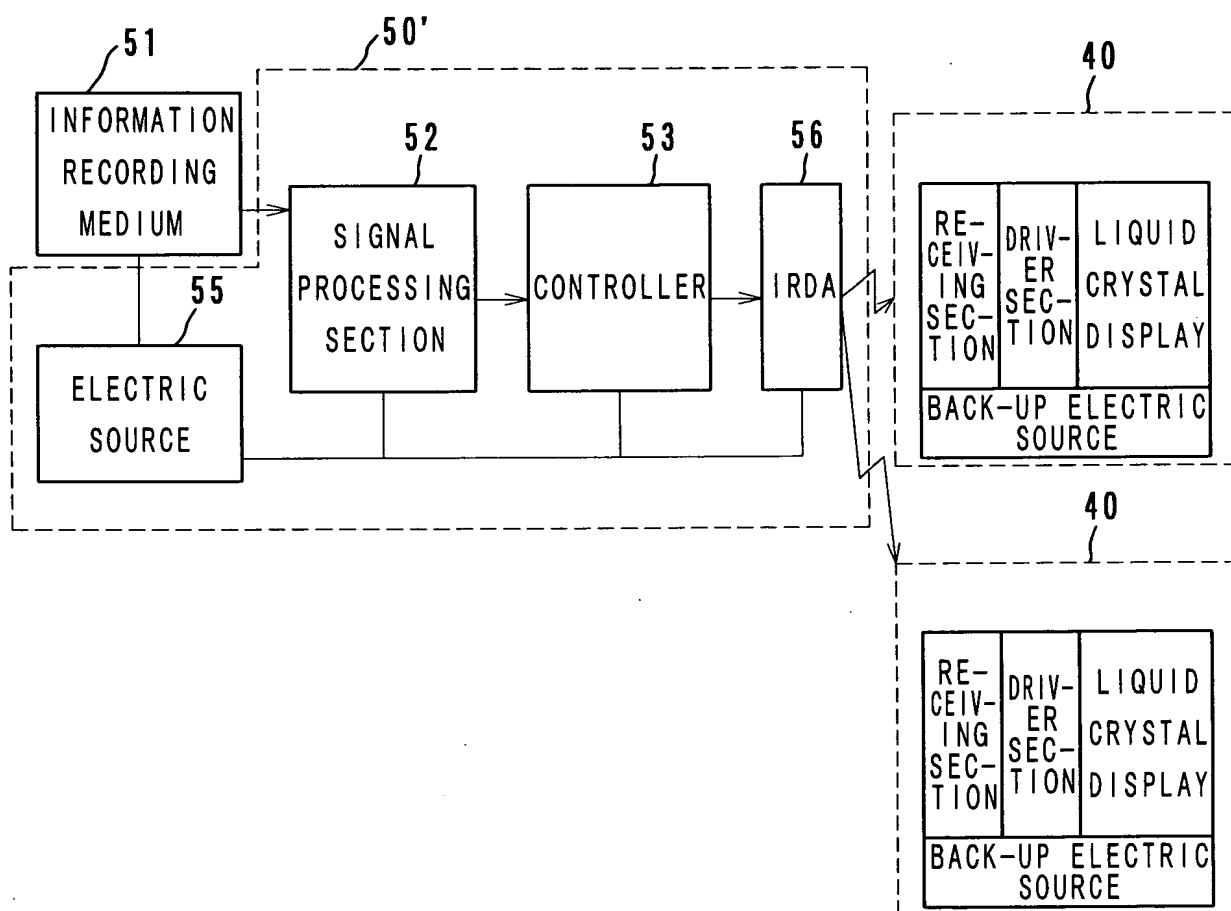 51
50'
40
INFORMATION
RECORDING
MEDIUM
52
53
56
SIGNAL
PROCESSING
SECTION
CONTROLLER
IRDA
55
ELECTRIC
SOURCE
RE-
CEIV-
ING
SEC-
TION
DRIV-
ER
SEC-
TION
LIQUID
CRYSTAL
DISPLAY
BACK-UP ELECTRIC
SOURCE
40
RE-
CEIV-
ING
SEC-
TION
DRIV-
ER
SEC-
TION
LIQUID
CRYSTAL
DISPLAY
BACK-UP ELECTRIC
SOURCE